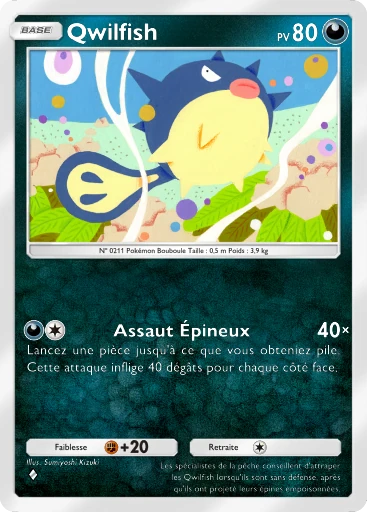 BASE Qwilfish PV 80
N° 0211 Pokémon Bouboule Taille : 0,5 m Poids : 3,9 kg
Assaut Épineux 40×
Lancez une pièce jusqu'à ce que vous obteniez pile.
Cette attaque inflige 40 dégâts pour chaque côté face.
Faiblesse +20 Retraite
Illus. Sumiyoshi Kizuki
Les spécialistes de la pêche conseillent d'attraper
les Qwilfish lorsqu'ils sont sans défense, après
qu'ils ont projeté leurs épines empoisonnées.